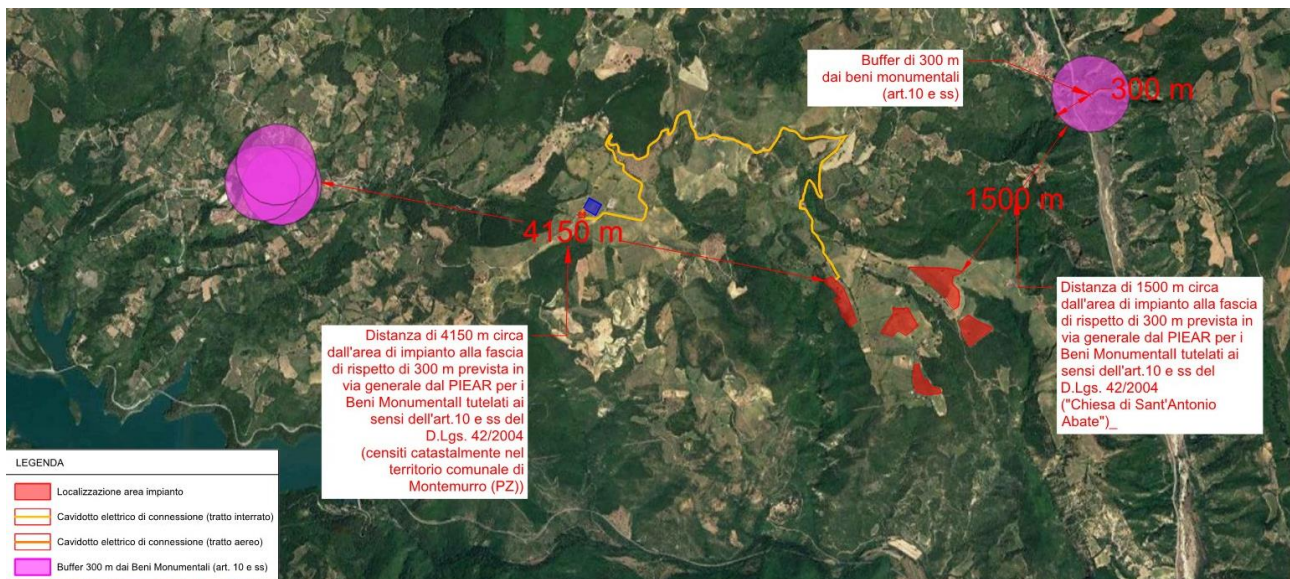 Buffer di 300 m
dai beni monumentali
(art.10 e ss)
300 m
1500 m
4150 m
Distanza di 4150 m circa
dall'area di impianto alla fascia
di rispetto di 300 m prevista in
via generale dal PIEAR per i
Beni Monumentall tutelati ai
sensi dell'art.10 e ss del
D.Lgs. 42/2004
(censiti catastalmente nel
territorio comunale di
Montemurro (PZ))
Distanza di 1500 m circa
dall'area di impianto alla fascia
di rispetto di 300 m prevista in
via generale dal PIEAR per i
Beni Monumentall tutelati ai
sensi dell'art.10 e ss del
D.Lgs. 42/2004
("Chiesa di Sant'Antonio
Abate")_
LEGENDA
Localizzazione area impianto
Cavidotto elettrico di connessione (tratto interrato)
Cavidotto elettrico di connessione (tratto aereo)
Buffer 300 m dai Beni Monumentali (art. 10 e ss)